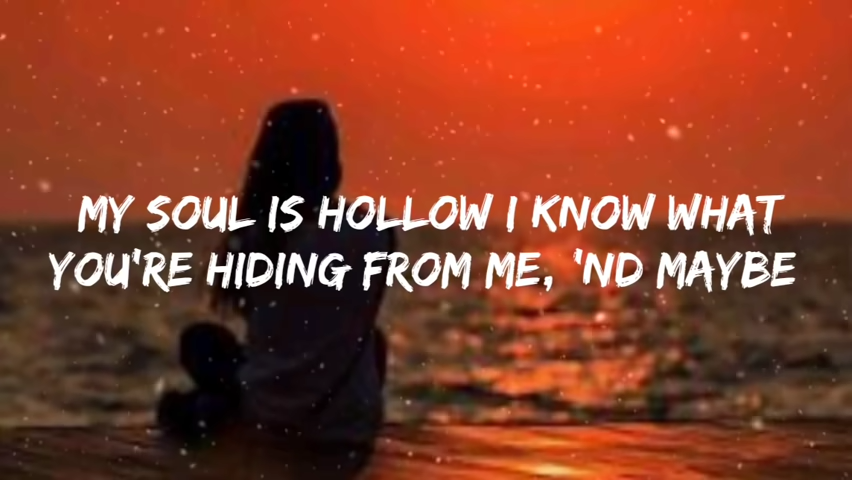 MY SOUL IS HOLLOW I KNOW WHAT
YOU'RE HIDING FROM ME, 'ND MAYBE